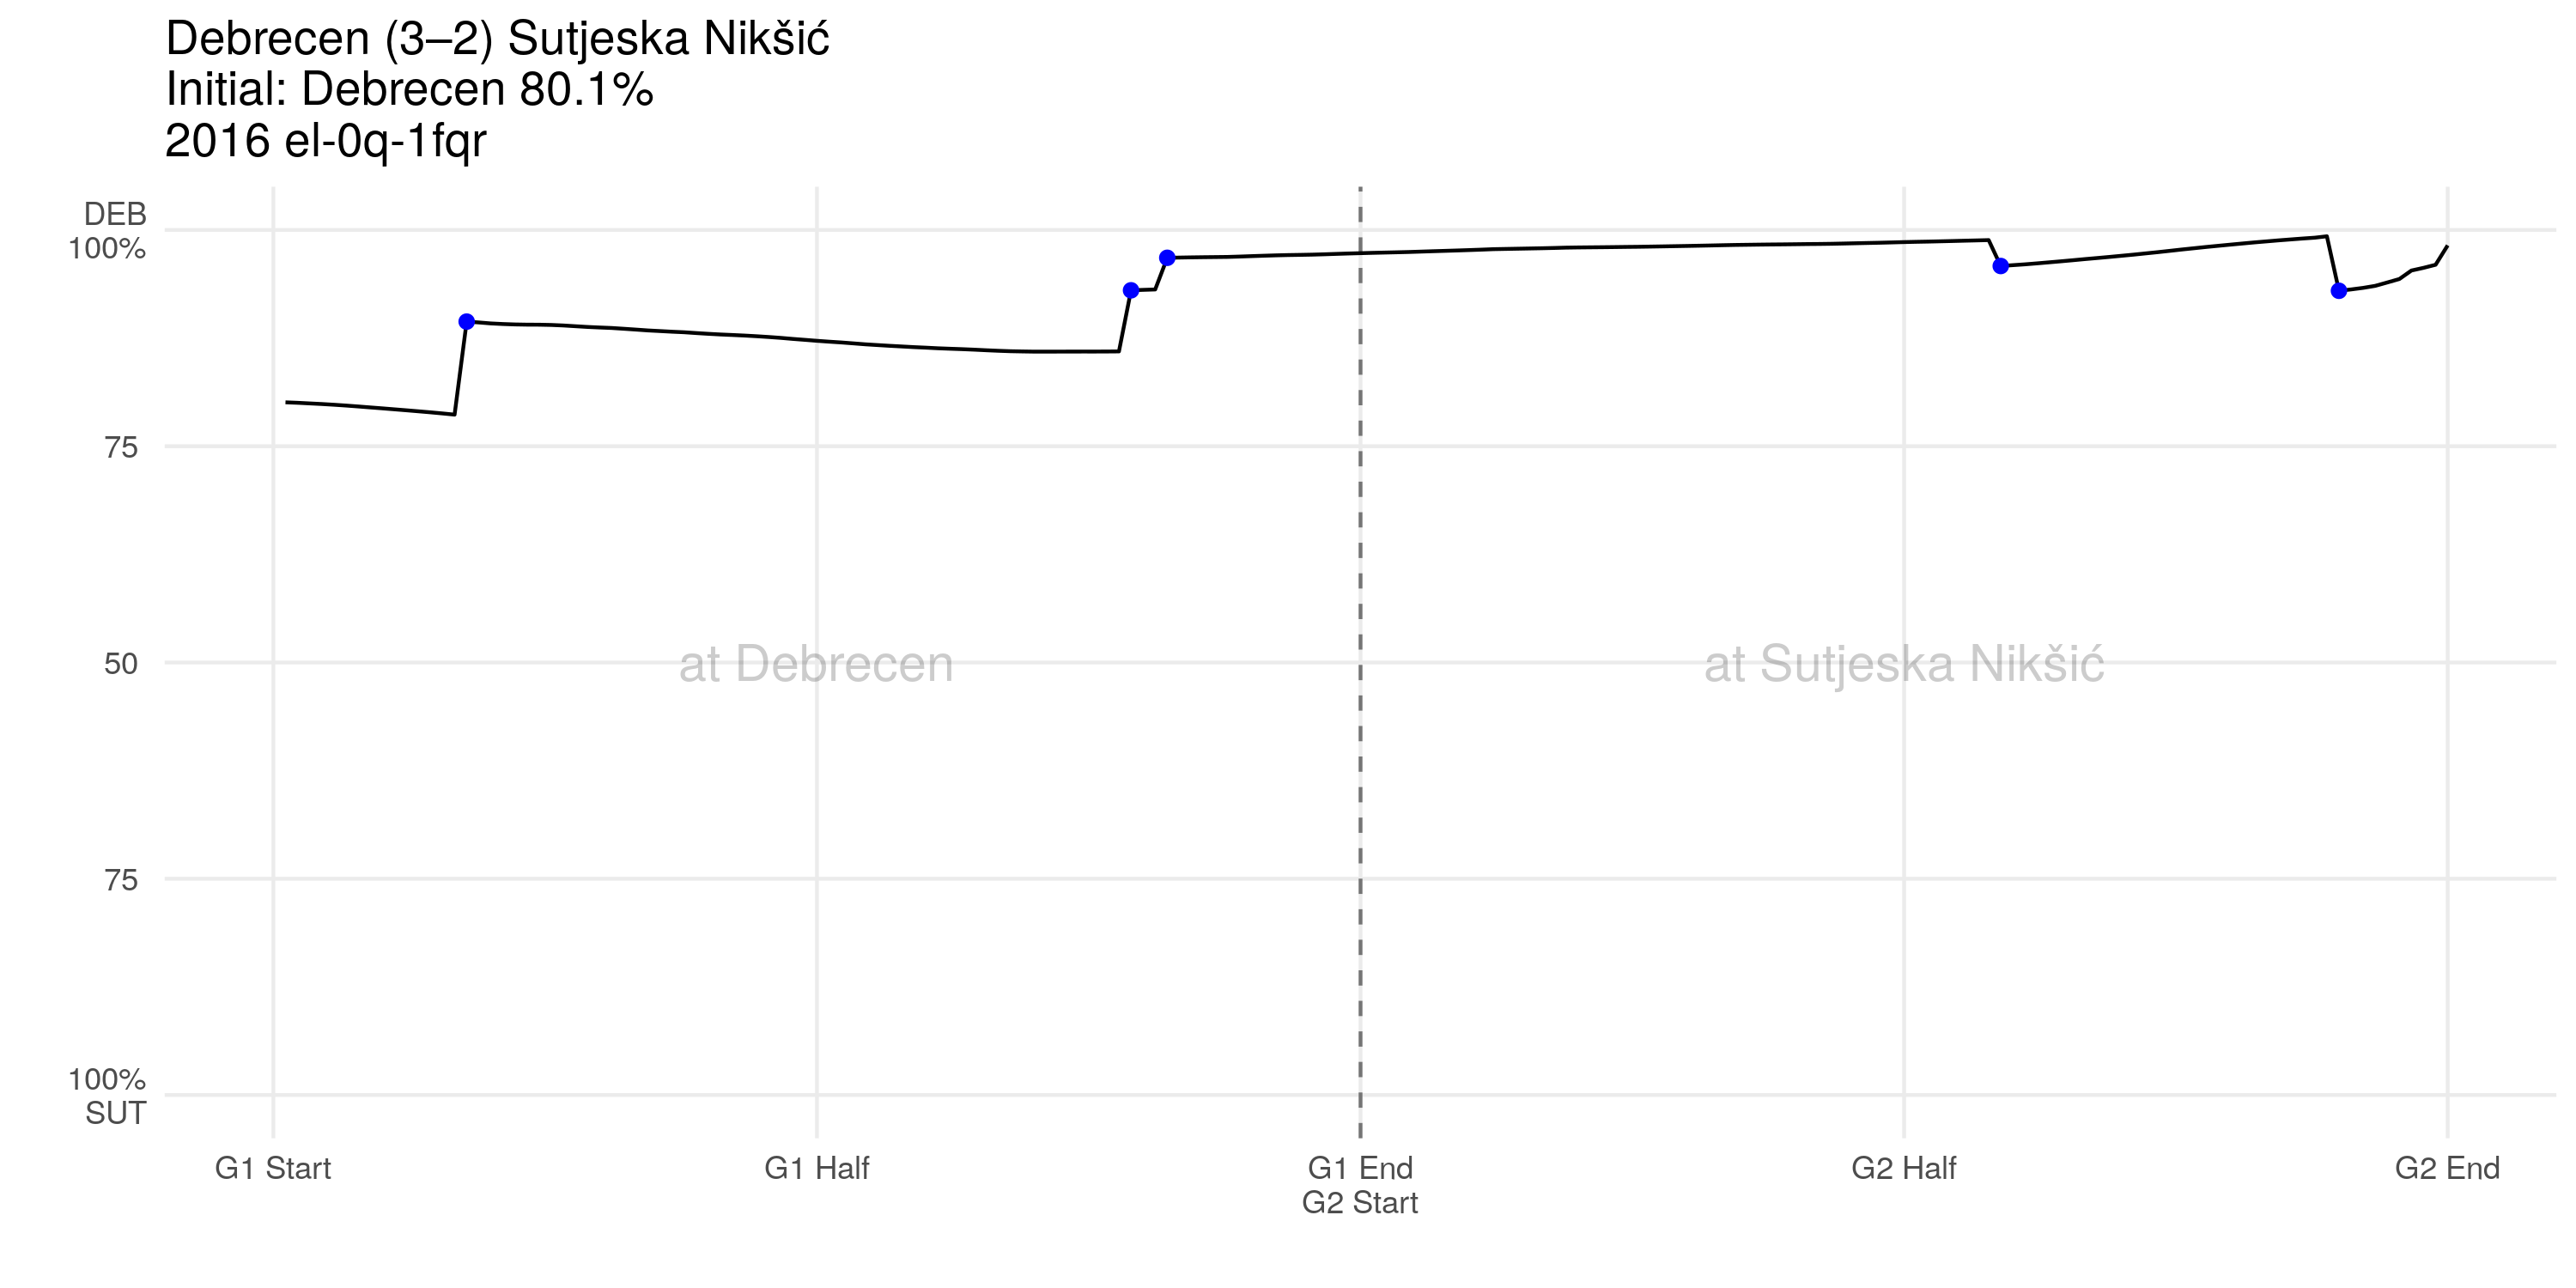 Debrecen (3–2) Sutjeska Nikšić
Initial: Debrecen 80.1%
2016 el-0q-1fqr
DEB
100%
75
50
75
100%
SUT
at Debrecen
at Sutjeska Nikšić
G1 Start
G1 Half
G1 End
G2 Start
G2 Half
G2 End